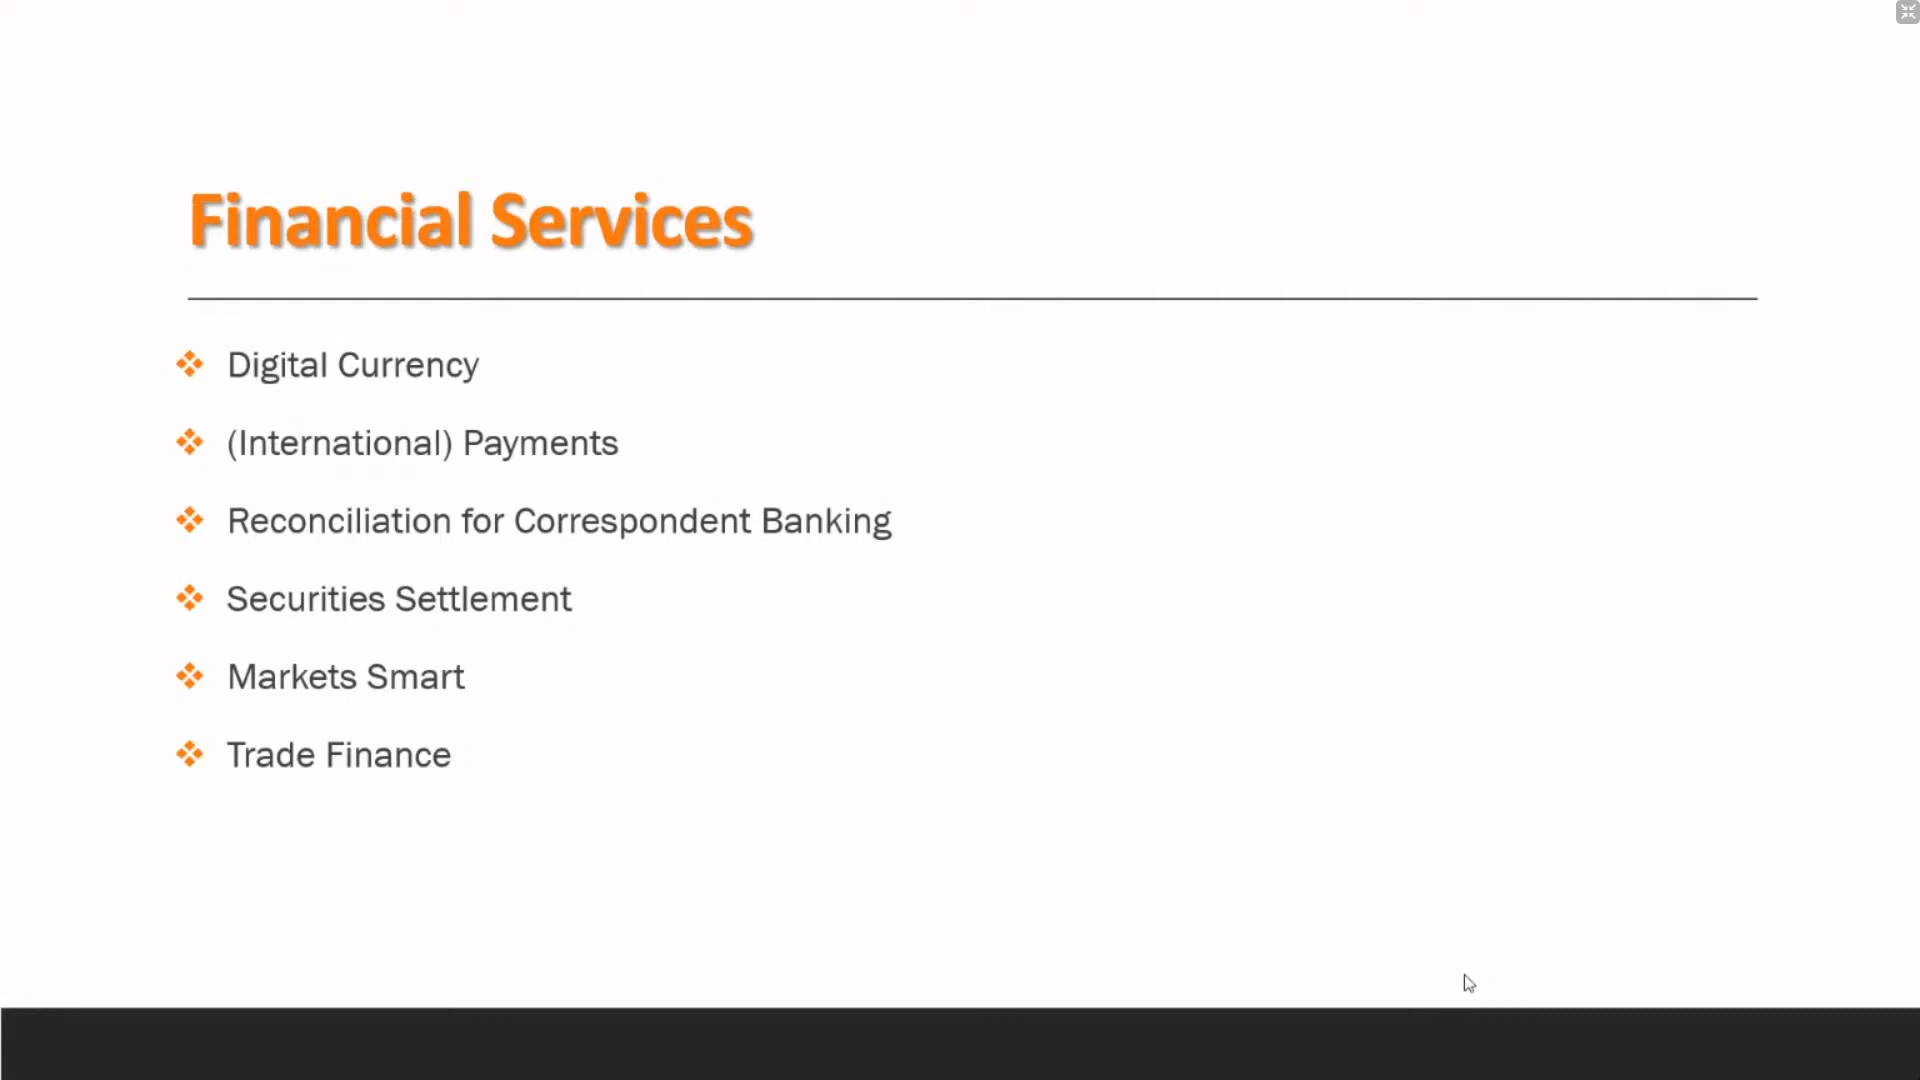 Financial Services
Digital Currency
(International) Payments
Reconciliation for Correspondent Banking
Securities Settlement
Markets Smart
Trade Finance